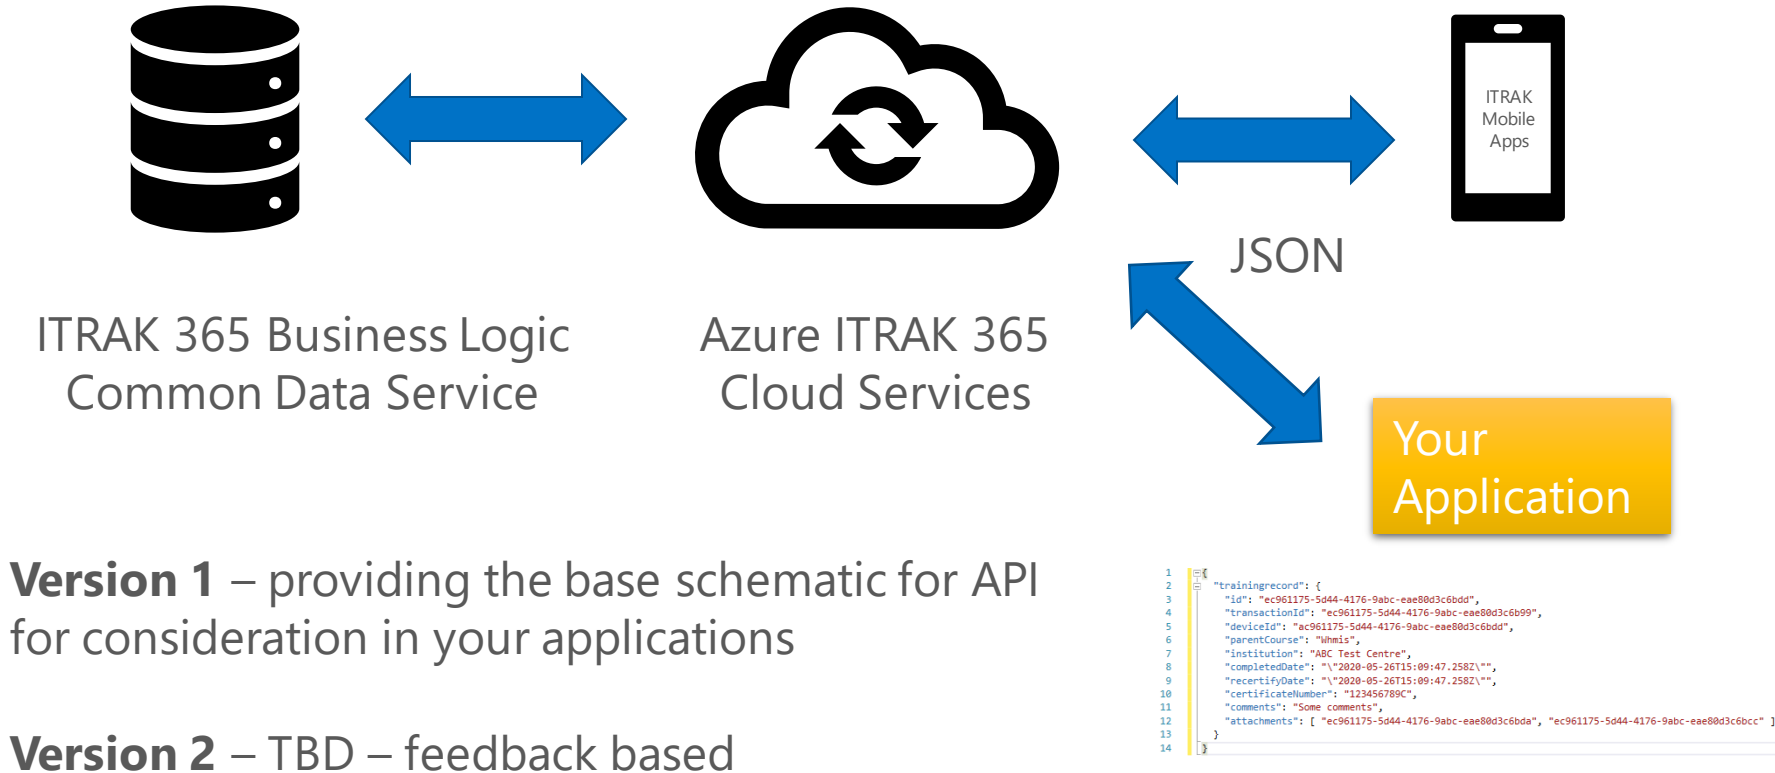 ITRAK
Mobile
Apps
JSON
ITRAK 365 Business Logic
Common Data Service
Azure ITRAK 365
Cloud Services
Your
Application
Version 1 – providing the base schematic for API
for consideration in your applications
Version 2 – TBD – feedback based
1 {
2 "trainingrecord": {
3 "id": "ec961175-5d44-4176-9abc-eae80d3c6bdd",
4 "transactionId": "ec961175-5d44-4176-9abc-eae80d3c6b99",
5 "deviceId": "ac961175-5d44-4176-9abc-eae80d3c6bdd",
6 "parentCourse": "Whmis",
7 "institution": "ABC Test Centre",
8 "completedDate": "\"2020-05-26T15:09:47.258Z\"",
9 "recertifyDate": "\"2020-05-26T15:09:47.258Z\"",
10 "certificateNumber": "123456789C",
11 "comments": "Some comments",
12 "attachments": [ "ec961175-5d44-4176-9abc-eae80d3c6bda", "ec961175-5d44-4176-9abc-eae80d3c6bcc" ]
13 }
14 }